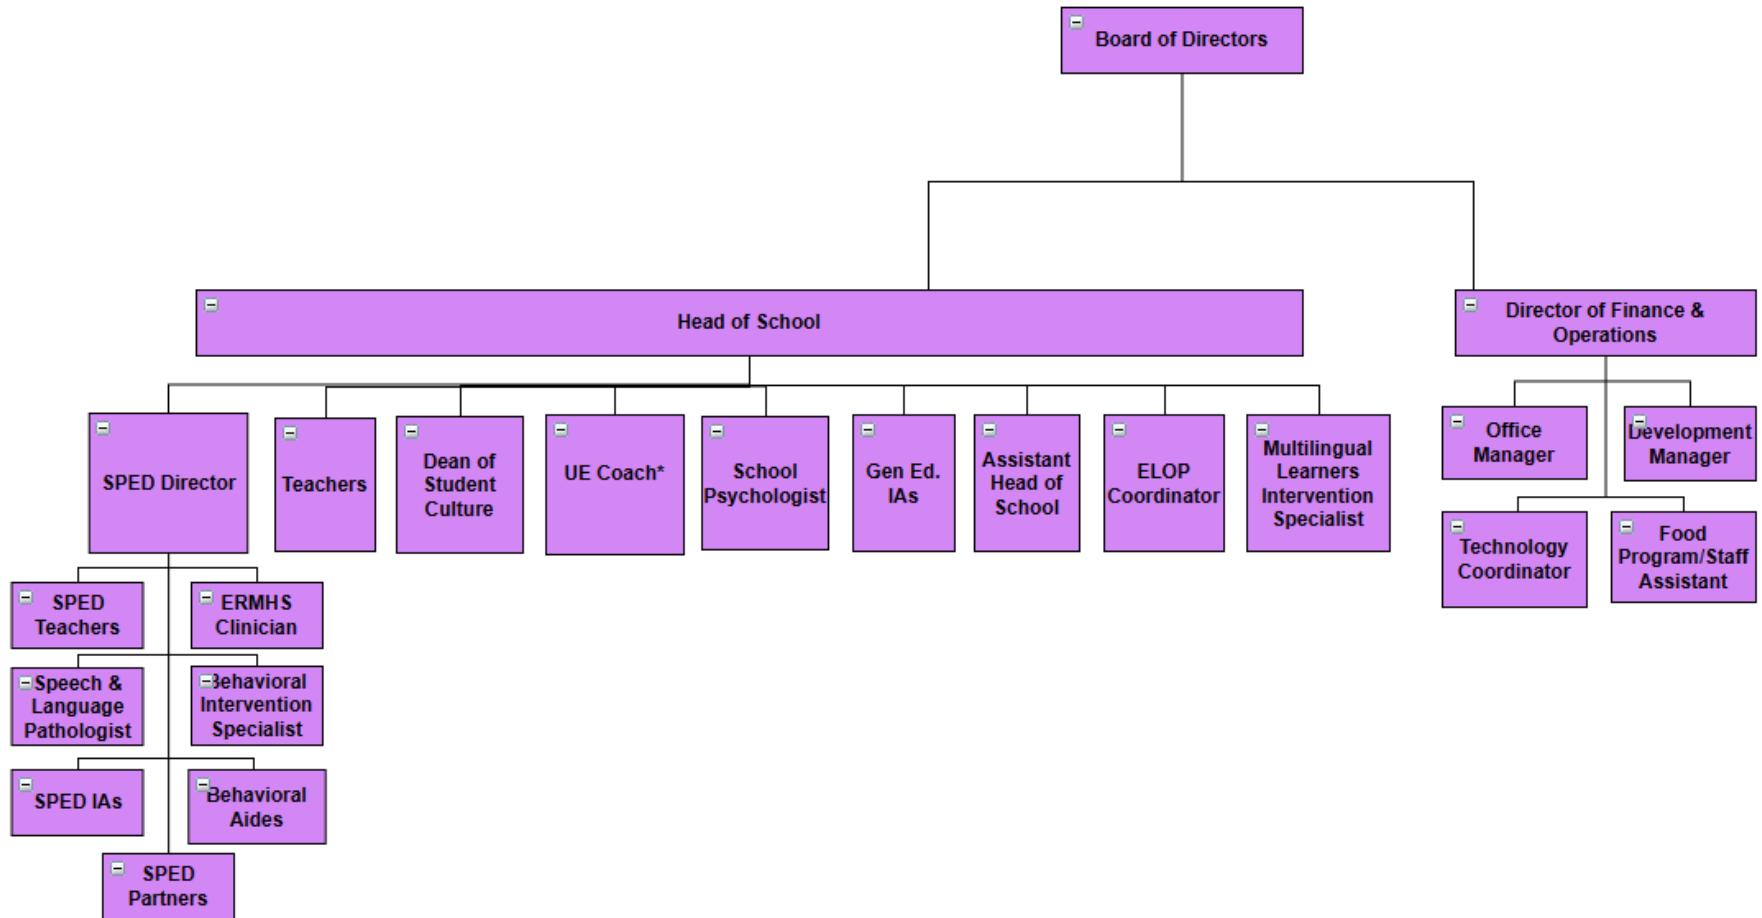 Board of Directors
Head of School
Director of Finance &
Operations
SPED Director
Teachers
Dean of
Student
Culture
UE Coach*
School
Psychologist
Gen Ed.
IAs
Assistant
Head of
School
ELOP
Coordinator
Multilingual
Learners
Intervention
Specialist
Office
Manager
Development
Manager
Technology
Coordinator
Food
Program/Staff
Assistant
SPED
Teachers
ERMHS
Clinician
Speech &
Language
Pathologist
Behavioral
Intervention
Specialist
SPED IAs
Behavioral
Aides
SPED
Partners